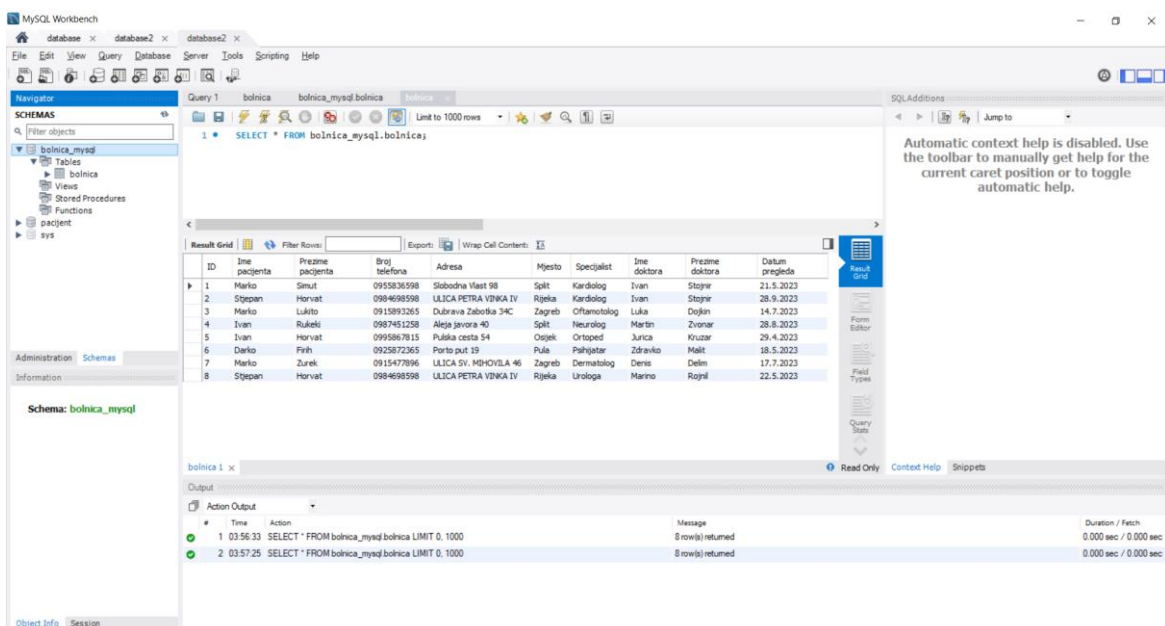 MySQL Workbench
database × database2 × database2 ×
File Edit View Query Database Server Tools Scripting Help
Navigator
SCHEMAS
Filter objects
bolnica_mysql
Tables
bolnica
Views
Stored Procedures
Functions
pacijent
sys
Administration Schemas
Information
Schema: bolnica_mysql
Object Info Session
Query 1 bolnica bolnica_mysql.bolnica bolnica ×
Limit to 1000 rows
1 SELECT * FROM bolnica_mysql.bolnica;
Result Grid Filter Rows: Export: Wrap Cell Content:
ID Ime pacijenta Prezime pacijenta Broj telefona Adresa Mjesto Specijalist Ime doktora Prezime doktora Datum pregleda
1 Marko Simut 0955836598 Slobodna Vlast 98 Split Kardiolog Ivan Stojnir 21.5.2023
2 Stjepan Horvat 0984698598 ULICA PETRA VINKA IV Rijeka Kardiolog Ivan Stojnir 28.9.2023
3 Marko Lukito 0915893265 Dubrava Zabotka 34C Zagreb Oftamotolog Luka Dojkin 14.7.2023
4 Ivan Rukeki 0987451258 Aleja javora 40 Split Neurolog Martin Zvonar 28.8.2023
5 Ivan Horvat 0995867815 Pulska cesta 54 Osijek Ortoped Jurica Kruzar 29.4.2023
6 Darko Firih 0925872365 Porto put 19 Pula Psihijatar Zdravko Malit 18.5.2023
7 Marko Zurek 0915477896 ULICA SV. MIHOVILA 46 Zagreb Dermatolog Denis Delim 17.7.2023
8 Stjepan Horvat 0984698598 ULICA PETRA VINKA IV Rijeka Urologa Marino Rojnil 22.5.2023
Result Grid
Form Editor
Field Types
Query Stats
bolnica 1 × Read Only
SQLAdditions
Jump to
Automatic context help is disabled. Use
the toolbar to manually get help for the
current caret position or to toggle
automatic help.
Context Help Snippets
Output
Action Output
# Time Action Message Duration / Fetch
1 03:56:33 SELECT * FROM bolnica_mysql.bolnica LIMIT 0, 1000 8 row(s) returned 0.000 sec / 0.000 sec
2 03:57:25 SELECT * FROM bolnica_mysql.bolnica LIMIT 0, 1000 8 row(s) returned 0.000 sec / 0.000 sec